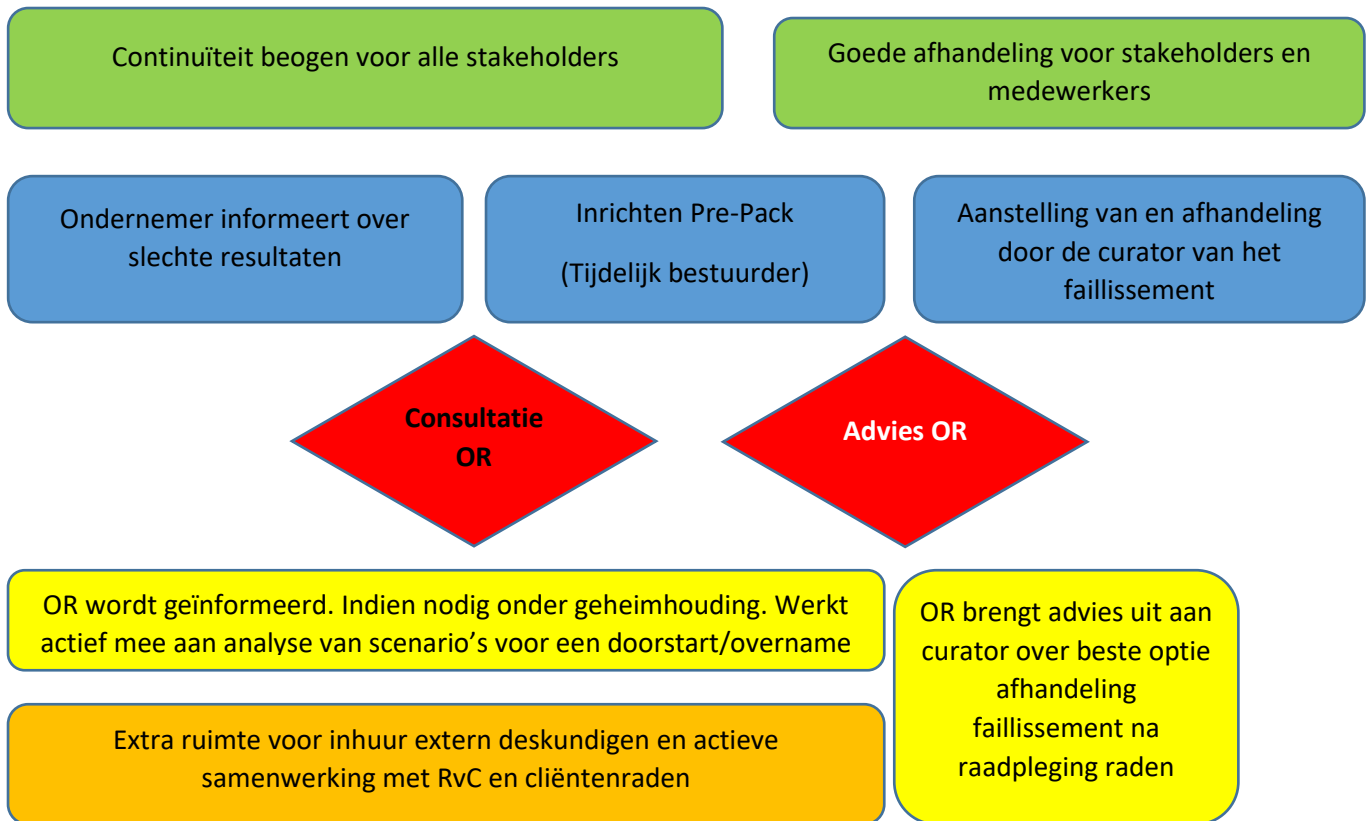 Continuïteit beogen voor alle stakeholders
Goede afhandeling voor stakeholders en
medewerkers
Ondernemer informeert over
slechte resultaten
Inrichten Pre-Pack
(Tijdelijk bestuurder)
Aanstelling van en afhandeling
door de curator van het
faillissement
Consultatie
OR
Advies OR
OR wordt geïnformeerd. Indien nodig onder geheimhouding. Werkt
actief mee aan analyse van scenario’s voor een doorstart/overname
OR brengt advies uit aan
curator over beste optie
afhandeling
faillissement na
raadpleging raden
Extra ruimte voor inhuur extern deskundigen en actieve
samenwerking met RvC en cliëntenraden